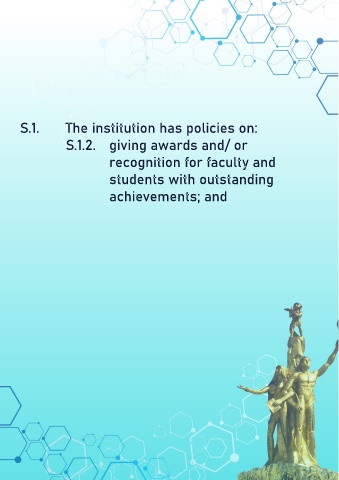 S.1. The institution has policies on:
S.1.2. giving awards and/ or
recognition for faculty and
students with outstanding
achievements; and